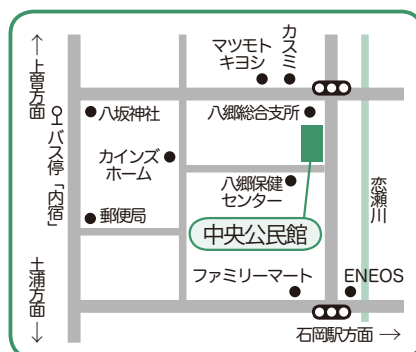 カスミ
マツモト
キヨシ
↑上曽方面
バス停「内宿」
土浦方面↓
八坂神社
八郷総合支所
カインズ
ホーム
八郷保健
センター
恋瀬川
郵便局
中央公民館
ファミリーマート
ENEOS
石岡駅方面→